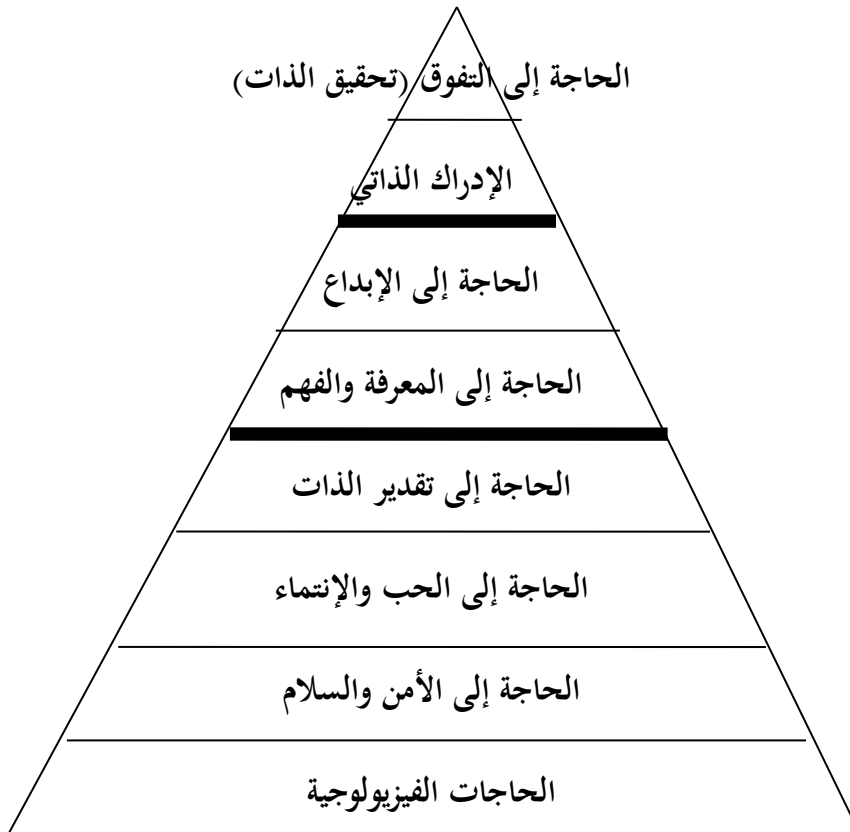 الحاجة إلى التفوق (تحقيق الذات)
الإدراك الذاتي
الحاجة إلى الإبداع
الحاجة إلى المعرفة والفهم
الحاجة إلى تقدير الذات
الحاجة إلى الحب والإنتماء
الحاجة إلى الأمن والسلام
الحاجات الفيزيولوجية